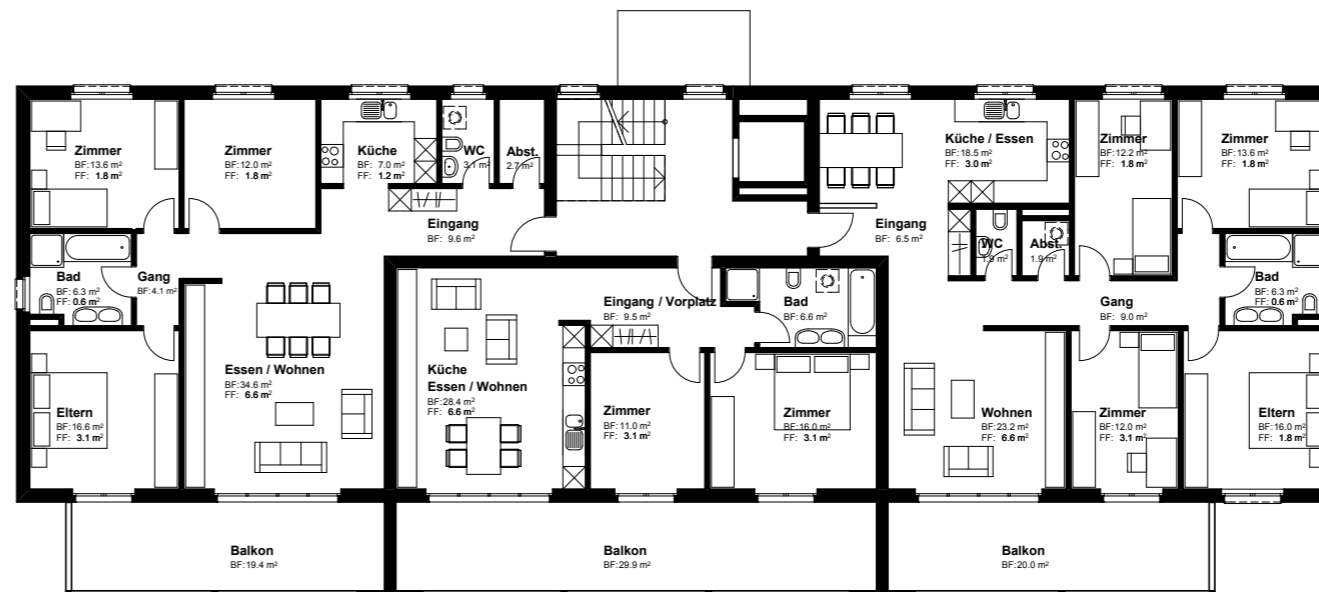 Zimmer
BF:13.6 m²
FF: 1.8 m²
Zimmer
BF:12.0 m²
FF: 1.8 m²
Küche
BF: 7.0 m²
FF: 1.2 m²
WC
3.1 m²
Abst.
2.7 m²
Eingang
BF: 9.6 m²
Bad
BF: 6.3 m²
FF: 0.6 m²
Gang
BF:4.1 m²
Essen / Wohnen
BF:34.6 m²
FF: 6.6 m²
Eltern
BF:16.6 m²
FF: 3.1 m²
Balkon
BF:19.4 m²
Eingang / Vorplatz
BF: 9.5 m²
Bad
BF: 6.6 m²
Küche
Essen / Wohnen
BF:28.4 m²
FF: 6.6 m²
Zimmer
BF:11.0 m²
FF: 3.1 m²
Zimmer
BF:16.0 m²
FF: 3.1 m²
Balkon
BF:29.9 m²
Küche / Essen
BF:18.5 m²
FF: 3.0 m²
Zimmer
BF:12.2 m²
FF: 1.8 m²
Zimmer
BF:13.6 m²
FF: 1.8 m²
Eingang
BF: 6.5 m²
WC
1.9 m²
Abst.
1.9 m²
Bad
BF: 6.3 m²
FF: 0.6 m²
Gang
BF: 9.0 m²
Wohnen
BF:23.2 m²
FF: 6.6 m²
Zimmer
BF:12.0 m²
FF: 3.1 m²
Eltern
BF:16.0 m²
FF: 1.8 m²
Balkon
BF:20.0 m²